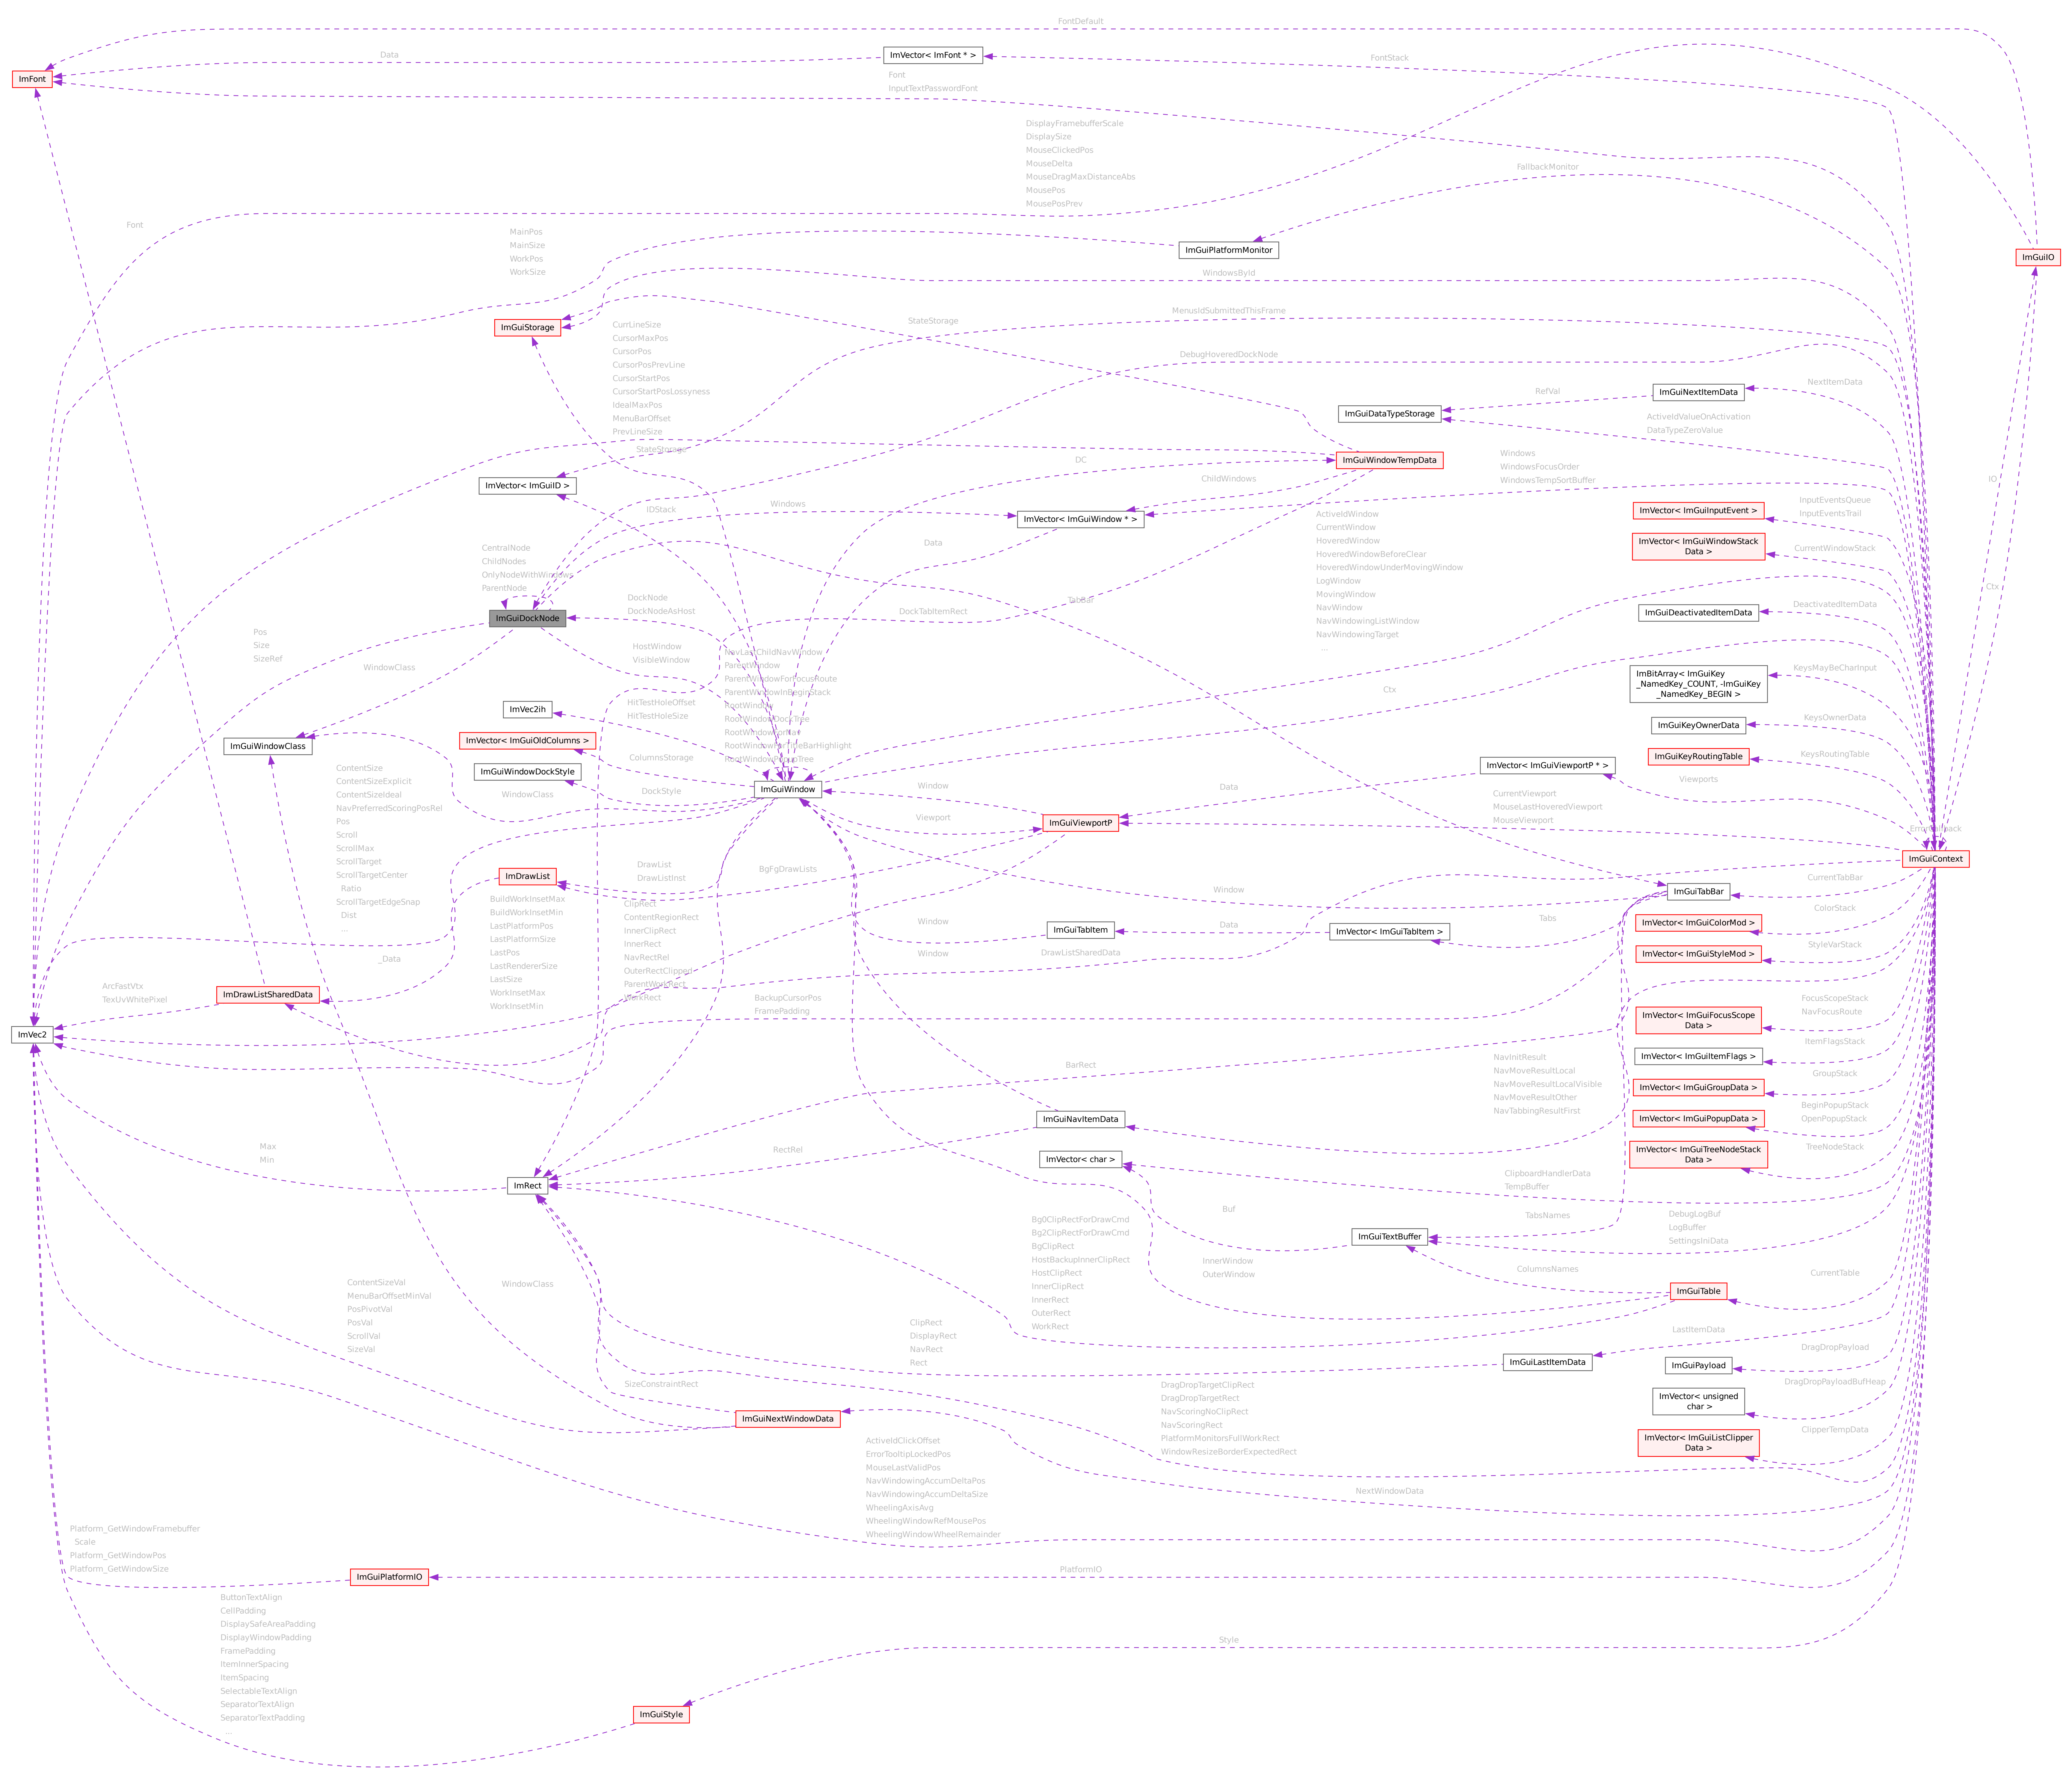 FontDefault
ImVector< ImFont * >
Data
FontStack
ImFont
Font
InputTextPasswordFont
DisplayFramebufferScale
DisplaySize
MouseClickedPos
MouseDelta
MouseDragMaxDistanceAbs
MousePos
MousePosPrev
FallbackMonitor
Font
MainPos
MainSize
WorkPos
WorkSize
ImGuiPlatformMonitor
ImGuiIO
WindowsById
ImGuiStorage
MenusIdSubmittedThisFrame
StateStorage
CurrLineSize
CursorMaxPos
CursorPos
CursorPosPrevLine
CursorStartPos
CursorStartPosLossyness
IdealMaxPos
MenuBarOffset
PrevLineSize
DebugHoveredDockNode
NextItemData
ImGuiNextItemData
RefVal
ImGuiDataTypeStorage
ActiveIdValueOnActivation
DataTypeZeroValue
StateStorage
DC
ImGuiWindowTempData
Windows
WindowsFocusOrder
WindowsTempSortBuffer
ImVector< ImGuiID >
ChildWindows
IO
IDStack
Windows
ImVector< ImGuiWindow * >
ImVector< ImGuiInputEvent >
InputEventsQueue
InputEventsTrail
ActiveIdWindow
CurrentWindow
HoveredWindow
HoveredWindowBeforeClear
HoveredWindowUnderMovingWindow
LogWindow
MovingWindow
NavWindow
NavWindowingListWindow
NavWindowingTarget
...
Data
ImVector< ImGuiWindowStack
Data >
CurrentWindowStack
CentralNode
ChildNodes
OnlyNodeWithWindows
ParentNode
Ctx
DockNode
DockNodeAsHost
DockTabItemRect
TabBar
ImGuiDeactivatedItemData
DeactivatedItemData
ImGuiDockNode
Pos
Size
SizeRef
HostWindow
VisibleWindow
NavLastChildNavWindow
ParentWindow
ParentWindowForFocusRoute
ParentWindowInBeginStack
RootWindow
RootWindowDockTree
RootWindowForNav
RootWindowForTitleBarHighlight
RootWindowPopupTree
WindowClass
ImBitArray< ImGuiKey
_NamedKey_COUNT, -ImGuiKey
_NamedKey_BEGIN >
KeysMayBeCharInput
Ctx
ImVec2ih
HitTestHoleOffset
HitTestHoleSize
ImGuiKeyOwnerData
KeysOwnerData
ImGuiWindowClass
ImVector< ImGuiOldColumns >
ColumnsStorage
ImGuiKeyRoutingTable
KeysRoutingTable
ImGuiWindowDockStyle
ImVector< ImGuiViewportP * >
Viewports
ContentSize
ContentSizeExplicit
ContentSizeIdeal
NavPreferredScoringPosRel
Pos
Scroll
ScrollMax
ScrollTarget
ScrollTargetCenter
Ratio
ScrollTargetEdgeSnap
Dist
...
WindowClass
DockStyle
ImGuiWindow
Window
Data
CurrentViewport
MouseLastHoveredViewport
MouseViewport
Viewport
ImGuiViewportP
ErrorFallback
ImGuiContext
DrawList
DrawListInst
BgFgDrawLists
ImDrawList
Window
ImGuiTabBar
CurrentTabBar
BuildWorkInsetMax
BuildWorkInsetMin
LastPlatformPos
LastPlatformSize
LastPos
LastRendererSize
LastSize
WorkInsetMax
WorkInsetMin
ClipRect
ContentRegionRect
InnerClipRect
InnerRect
NavRectRel
OuterRectClipped
ParentWorkRect
WorkRect
Window
ImGuiTabItem
Data
ImVector< ImGuiTabItem >
Tabs
ImVector< ImGuiColorMod >
ColorStack
_Data
Window
DrawListSharedData
ImVector< ImGuiStyleMod >
StyleVarStack
ArcFastVtx
TexUvWhitePixel
ImDrawListSharedData
BackupCursorPos
FramePadding
ImVector< ImGuiFocusScope
Data >
FocusScopeStack
NavFocusRoute
ImVec2
ImVector< ImGuiItemFlags >
ItemFlagsStack
BarRect
NavInitResult
NavMoveResultLocal
NavMoveResultLocalVisible
NavMoveResultOther
NavTabbingResultFirst
ImVector< ImGuiGroupData >
GroupStack
ImGuiNavItemData
ImVector< ImGuiPopupData >
BeginPopupStack
OpenPopupStack
Max
Min
RectRel
ImVector< char >
ImVector< ImGuiTreeNodeStack
Data >
TreeNodeStack
ImRect
ClipboardHandlerData
TempBuffer
Buf
TabsNames
DebugLogBuf
LogBuffer
SettingsIniData
Bg0ClipRectForDrawCmd
Bg2ClipRectForDrawCmd
BgClipRect
HostBackupInnerClipRect
HostClipRect
InnerClipRect
InnerRect
OuterRect
WorkRect
ImGuiTextBuffer
InnerWindow
OuterWindow
ColumnsNames
ImGuiTable
CurrentTable
ContentSizeVal
MenuBarOffsetMinVal
PosPivotVal
PosVal
ScrollVal
SizeVal
WindowClass
ClipRect
DisplayRect
NavRect
Rect
LastItemData
ImGuiLastItemData
ImGuiPayload
DragDropPayload
SizeConstraintRect
DragDropTargetClipRect
DragDropTargetRect
NavScoringNoClipRect
NavScoringRect
PlatformMonitorsFullWorkRect
WindowResizeBorderExpectedRect
ImVector< unsigned
char >
DragDropPayloadBufHeap
ImGuiNextWindowData
ImVector< ImGuiListClipper
Data >
ClipperTempData
ActiveIdClickOffset
ErrorTooltipLockedPos
MouseLastValidPos
NavWindowingAccumDeltaPos
NavWindowingAccumDeltaSize
WheelingAxisAvg
WheelingWindowRefMousePos
WheelingWindowWheelRemainder
NextWindowData
Platform_GetWindowFramebuffer
Scale
Platform_GetWindowPos
Platform_GetWindowSize
ImGuiPlatformIO
PlatformIO
ButtonTextAlign
CellPadding
DisplaySafeAreaPadding
DisplayWindowPadding
FramePadding
ItemInnerSpacing
ItemSpacing
SelectableTextAlign
SeparatorTextAlign
SeparatorTextPadding
...
Style
ImGuiStyle